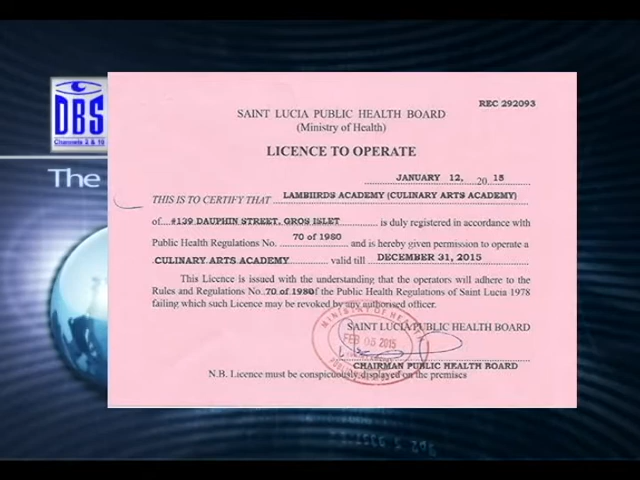 DBS
Channels 2 & 10
The
REC 292093
SAINT LUCIA PUBLIC HEALTH BOARD
(Ministry of Health)
LICENCE TO OPERATE
JANUARY 12, 20 15
THIS IS TO CERTIFY THAT LAMBIIRDS ACADEMY (CULINARY ARTS ACADEMY)
of #139 DAUPHIN STREET, GROS ISLET is duly registered in accordance with
Public Health Regulations No. 70 of 1980 and is hereby given permission to operate a
CULINARY ARTS ACADEMY valid till DECEMBER 31, 2015
This Licence is issued with the understanding that the operators will adhere to the
Rules and Regulations No. 70 of 1980 of the Public Health Regulations of Saint Lucia 1978
failing which such Licence may be revoked by any authorised officer.
MINISTRY OF HEALTH
SAINT LUCIA PUBLIC HEALTH BOARD
FEB 05 2015
CHAIRMAN PUBLIC HEALTH BOARD
N.B. Licence must be conspicuously displayed on the premises